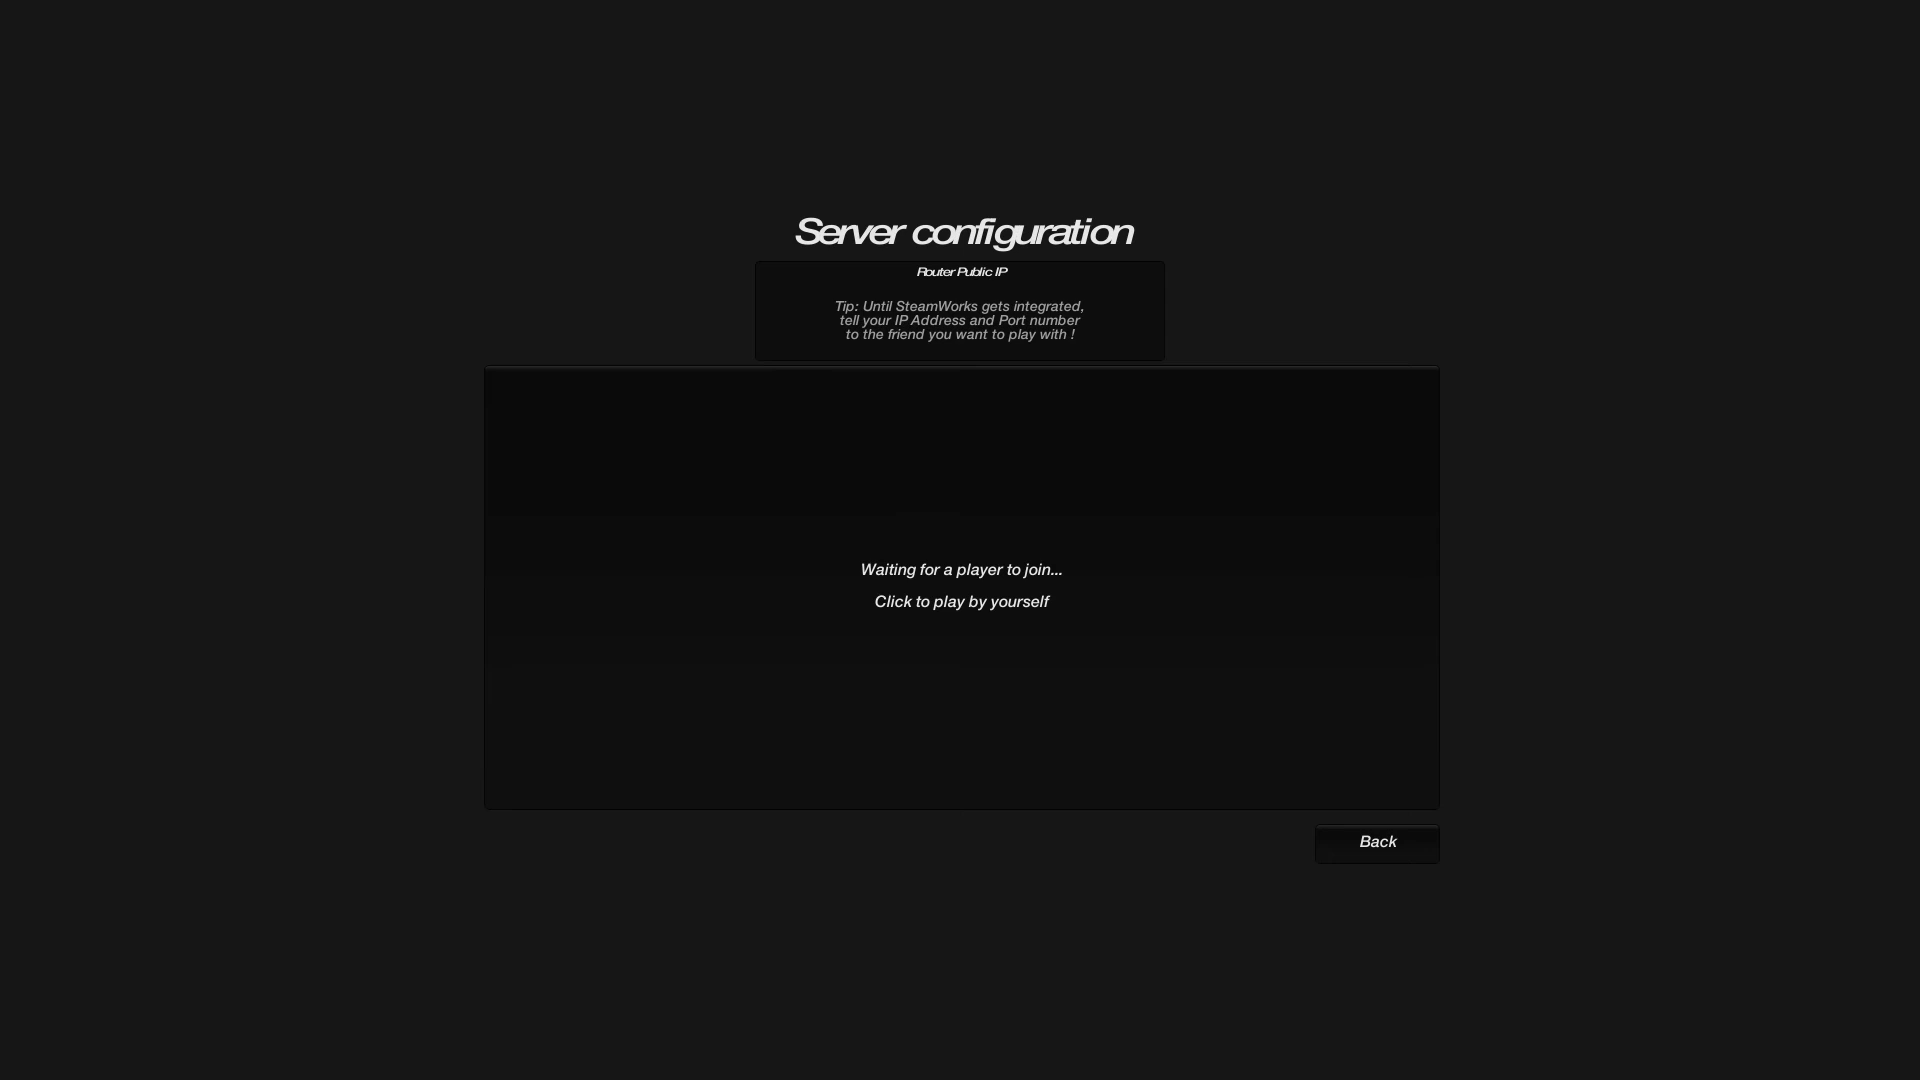 Server configuration
Router Public IP
Tip: Until SteamWorks gets integrated,
tell your IP Address and Port number
to the friend you want to play with !
Waiting for a player to join...
Click to play by yourself
Back